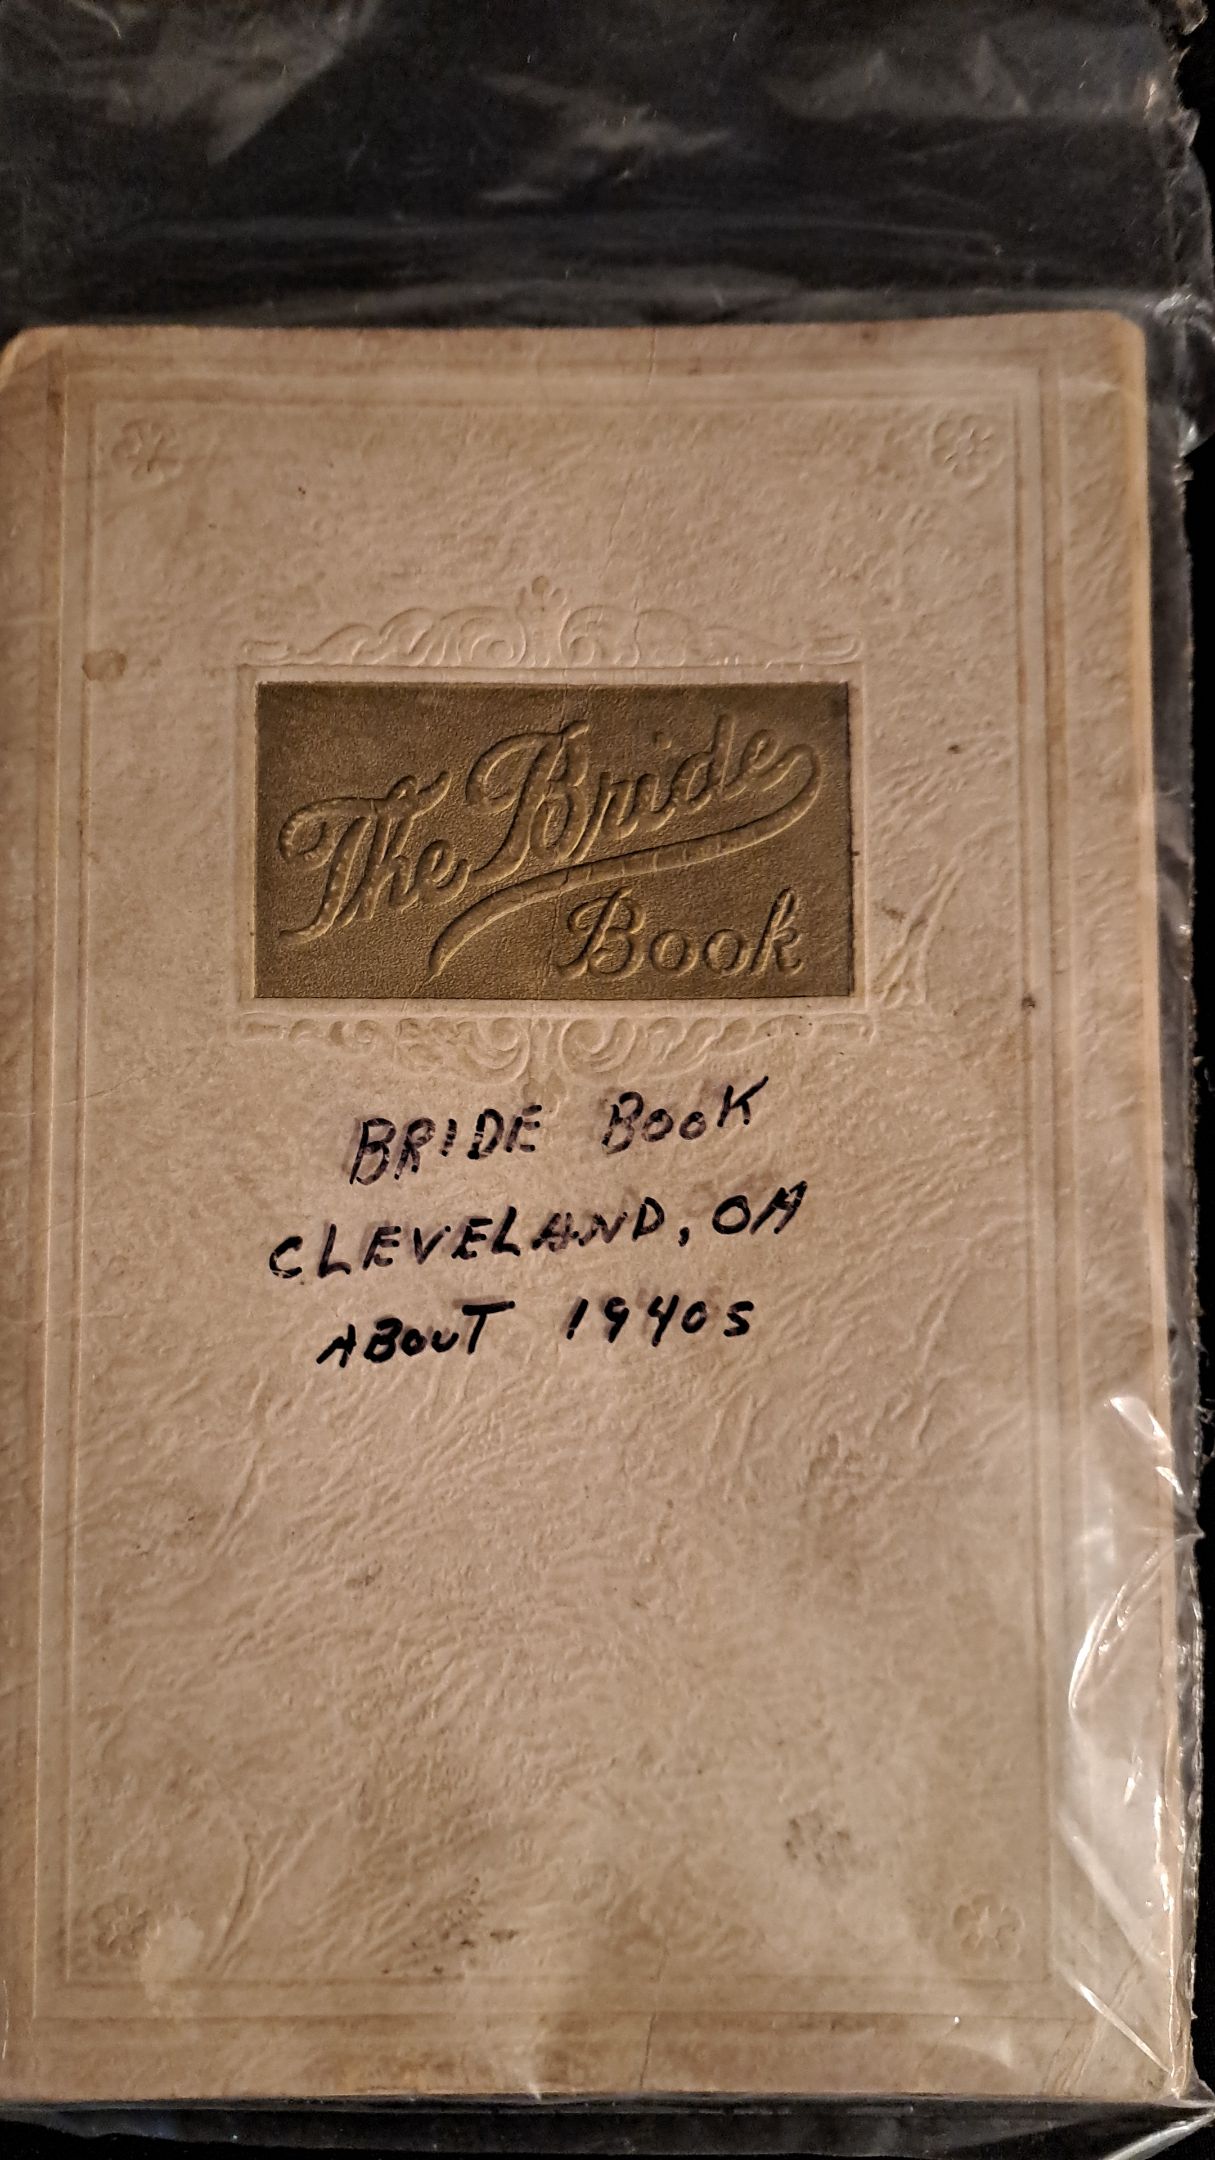 The Bride
Book
BRIDE BOOK
CLEVELAND, OH
ABOUT 1940S